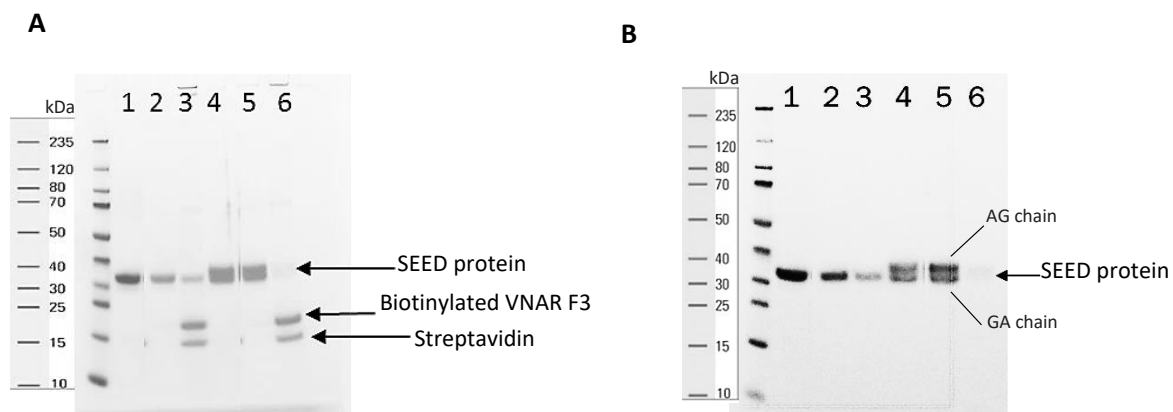 A
kDa
1 2 3 4 5 6
235
120
80
70
50
40
30
25
15
10
SEED protein
Biotinylated VNAR F3
Streptavidin
B
kDa
1 2 3 4 5 6
235
120
80
70
50
40
30
25
15
10
AG chain
SEED protein
GA chain